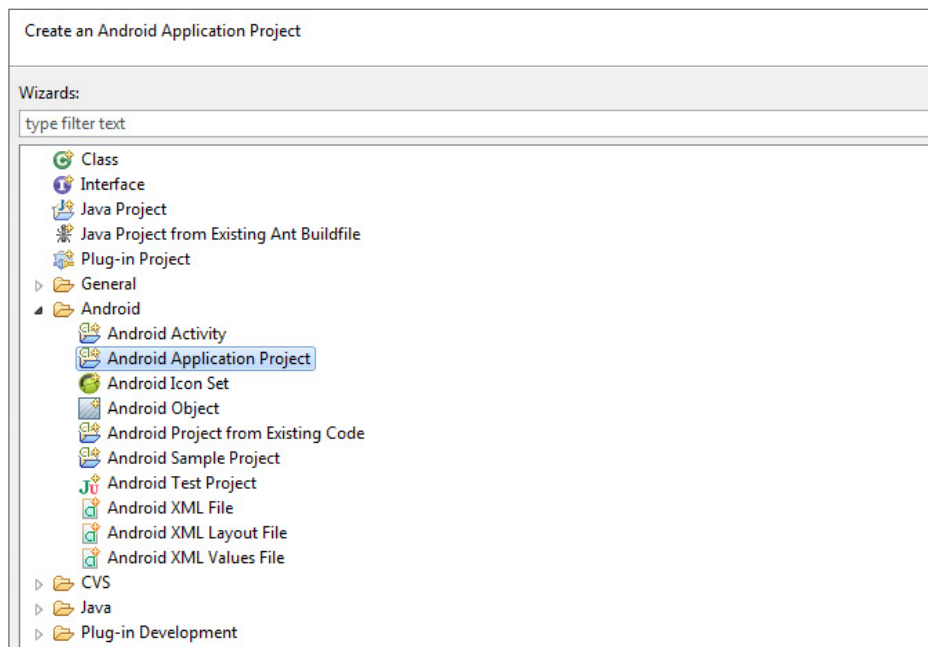 Create an Android Application Project
Wizards:
type filter text
Class
Interface
Java Project
Java Project from Existing Ant Buildfile
Plug-in Project
General
Android
Android Activity
Android Application Project
Android Icon Set
Android Object
Android Project from Existing Code
Android Sample Project
Android Test Project
Android XML File
Android XML Layout File
Android XML Values File
CVS
Java
Plug-in Development